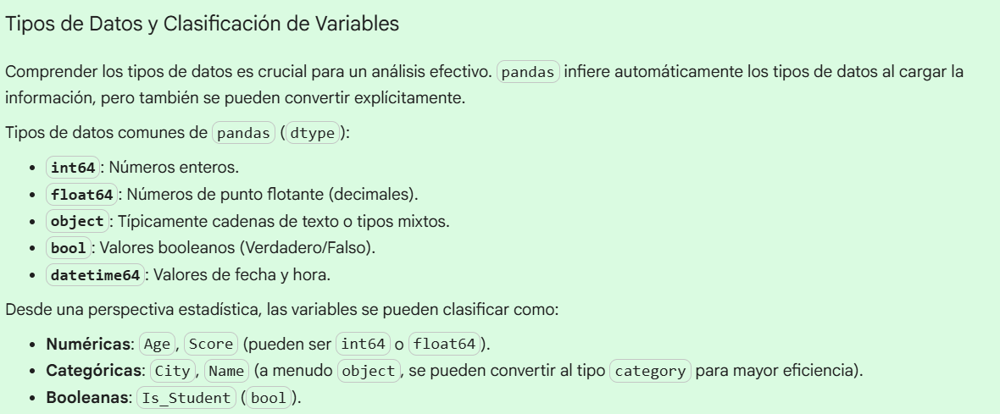 Tipos de Datos y Clasificación de Variables
Comprender los tipos de datos es crucial para un análisis efectivo. pandas infiere automáticamente los tipos de datos al cargar la
información, pero también se pueden convertir explícitamente.
Tipos de datos comunes de pandas (dtype):
• int64: Números enteros.
• float64: Números de punto flotante (decimales).
• object: Típicamente cadenas de texto o tipos mixtos.
• bool: Valores booleanos (Verdadero/Falso).
• datetime64: Valores de fecha y hora.
Desde una perspectiva estadística, las variables se pueden clasificar como:
• Numéricas: Age, Score (pueden ser int64 o float64).
• Categóricas: City, Name (a menudo object, se pueden convertir al tipo category para mayor eficiencia).
• Booleanas: Is_Student (bool).